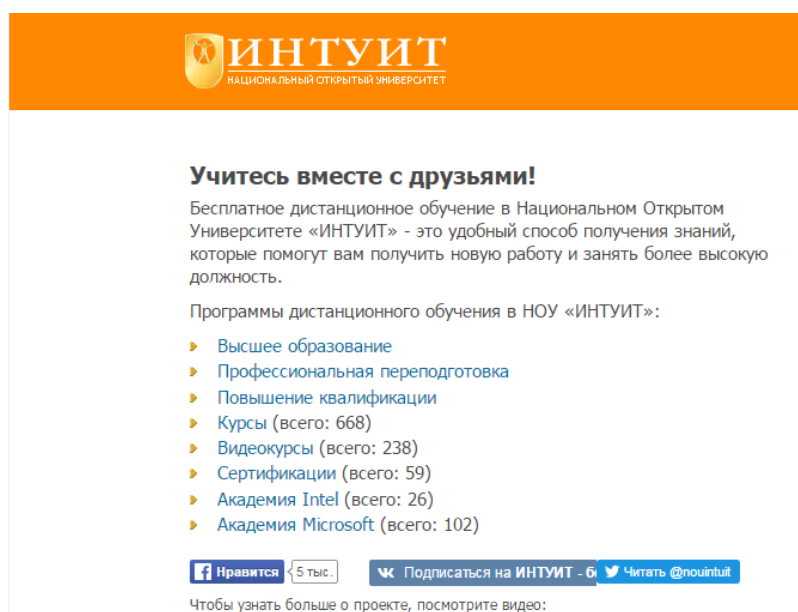 ИНТУИТ
НАЦИОНАЛЬНЫЙ ОТКРЫТЫЙ УНИВЕРСИТЕТ
Учитесь вместе с друзьями!
Бесплатное дистанционное обучение в Национальном Открытом
Университете «ИНТУИТ» - это удобный способ получения знаний,
которые помогут вам получить новую работу и занять более высокую
должность.
Программы дистанционного обучения в НОУ «ИНТУИТ»:
Высшее образование
Профессиональная переподготовка
Повышение квалификации
Курсы (всего: 668)
Видеокурсы (всего: 238)
Сертификации (всего: 59)
Академия Intel (всего: 26)
Академия Microsoft (всего: 102)
Нравится 5 тыс. Подписаться на ИНТУИТ - Читать @nouintuit
Чтобы узнать больше о проекте, посмотрите видео: